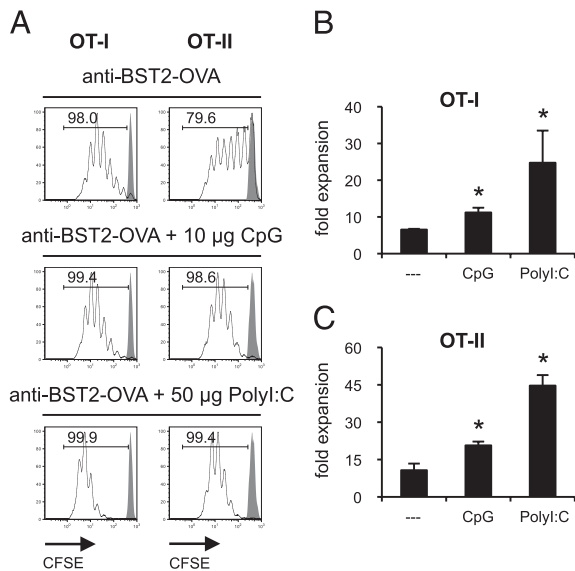 A
OT-I OT-II
anti-BST2-OVA
98.0 79.6
anti-BST2-OVA + 10 µg CpG
99.4 98.6
anti-BST2-OVA + 50 µg PolyI:C
99.9 99.4
CFSE CFSE
B
OT-I
fold expansion
40
30
20
10
0
*
*
--- CpG PolyI:C
C
OT-II
fold expansion
60
45
30
15
0
*
*
--- CpG PolyI:C